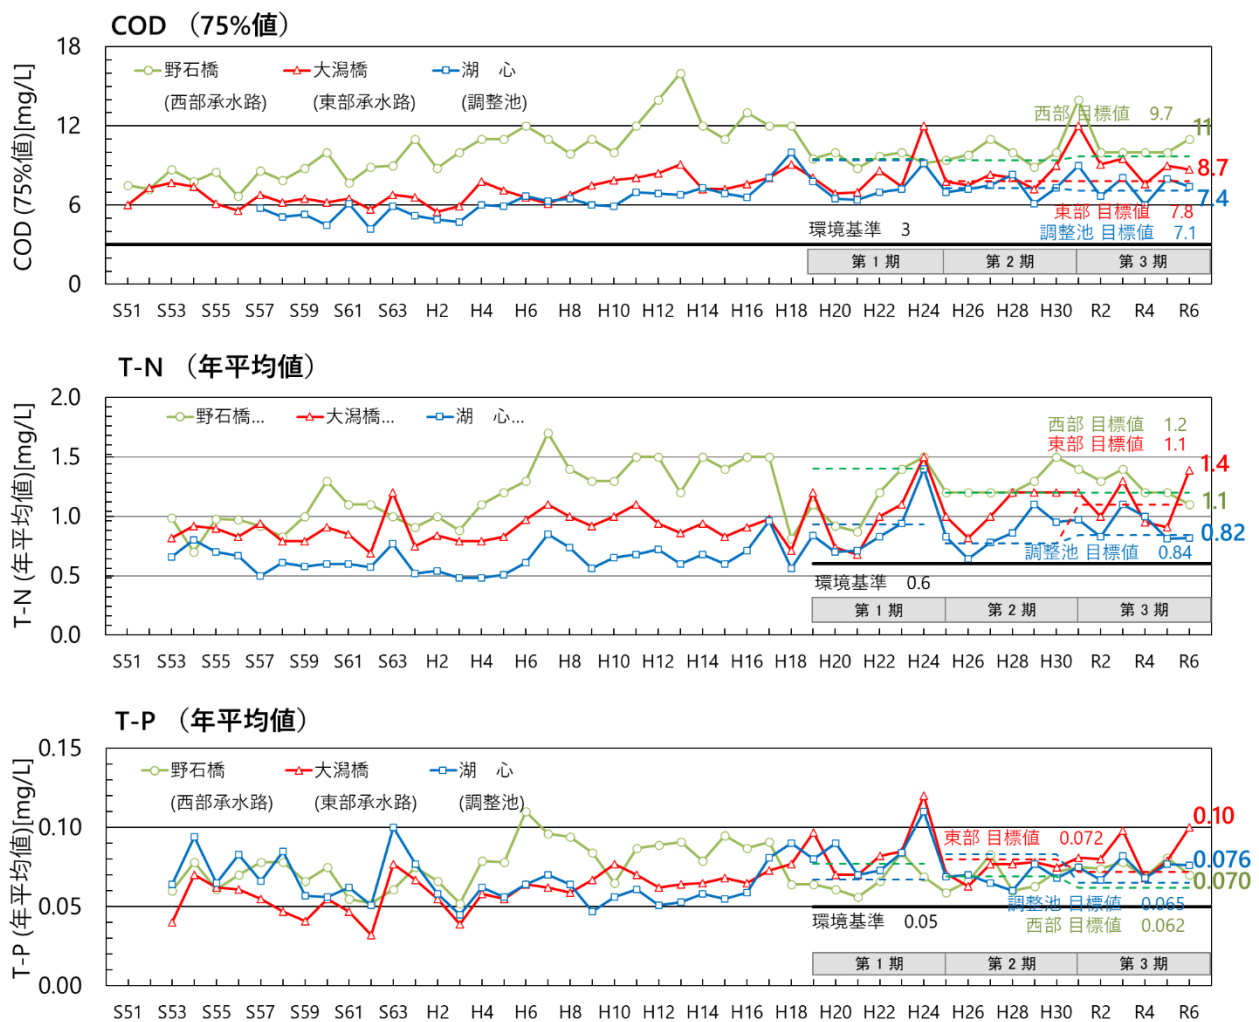 COD （75%値）
COD (75%値)[mg/L]
18
12
6
0
野石橋
(西部承水路)
大潟橋
(東部承水路)
湖　心
(調整池)
西部 目標値　9.7
11
8.7
7.4
東部 目標値　7.8
調整池 目標値　7.1
環境基準　3
第 1 期
第 2 期
第 3 期
S51 S53 S55 S57 S59 S61 S63 H2 H4 H6 H8 H10 H12 H14 H16 H18 H20 H22 H24 H26 H28 H30 R2 R4 R6
T-N （年平均値）
T-N (年平均値)[mg/L]
2.0
1.5
1.0
0.5
0.0
野石橋…
大潟橋…
湖　心…
西部 目標値　1.2
東部 目標値　1.1
1.4
1.1
0.82
調整池 目標値　0.84
環境基準　0.6
第 1 期
第 2 期
第 3 期
S51 S53 S55 S57 S59 S61 S63 H2 H4 H6 H8 H10 H12 H14 H16 H18 H20 H22 H24 H26 H28 H30 R2 R4 R6
T-P （年平均値）
T-P (年平均値)[mg/L]
0.15
0.10
0.05
0.00
野石橋
(西部承水路)
大潟橋
(東部承水路)
湖　心
(調整池)
東部 目標値　0.072
0.10
0.076
0.070
調整池 目標値　0.065
西部 目標値　0.062
環境基準　0.05
第 1 期
第 2 期
第 3 期
S51 S53 S55 S57 S59 S61 S63 H2 H4 H6 H8 H10 H12 H14 H16 H18 H20 H22 H24 H26 H28 H30 R2 R4 R6